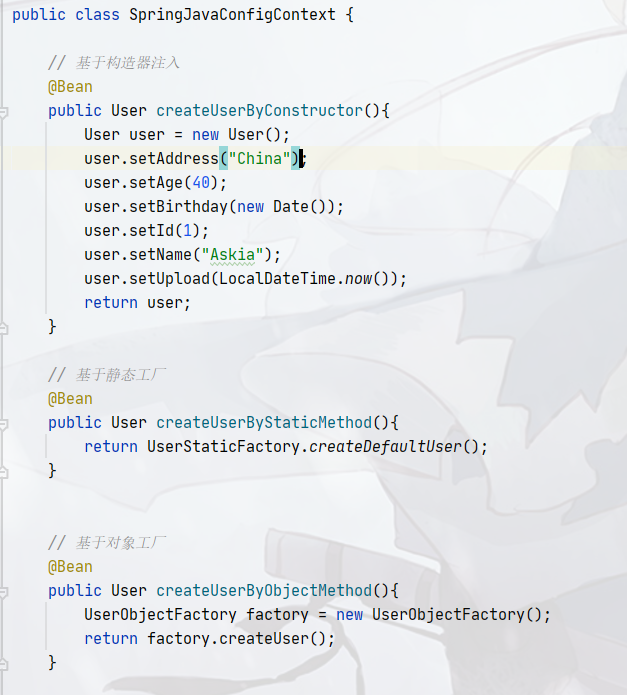 public class SpringJavaConfigContext {
// 基于构造器注入
@Bean
public User createUserByConstructor(){
User user = new User();
user.setAddress("China");
user.setAge(40);
user.setBirthday(new Date());
user.setId(1);
user.setName("Askia");
user.setUpload(LocalDateTime.now());
return user;
}
// 基于静态工厂
@Bean
public User createUserByStaticMethod(){
return UserStaticFactory.createDefaultUser();
}
// 基于对象工厂
@Bean
public User createUserByObjectMethod(){
UserObjectFactory factory = new UserObjectFactory();
return factory.createUser();
}